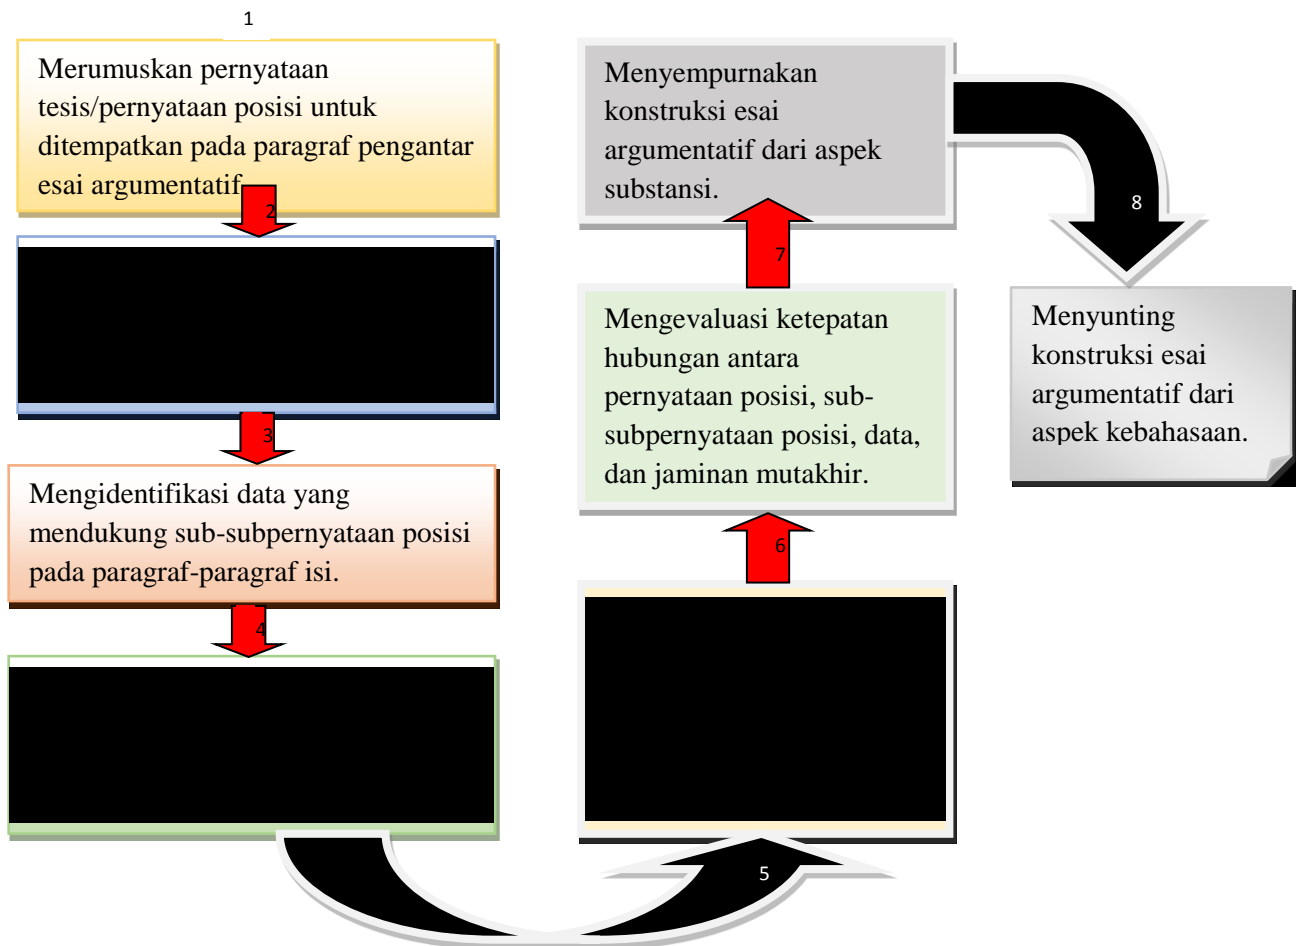 1
Merumuskan pernyataan
tesis/pernyataan posisi untuk
ditempatkan pada paragraf pengantar
esai argumentatif
2
3
Mengidentifikasi data yang
mendukung sub-subpernyataan posisi
pada paragraf-paragraf isi.
4
5
6
Mengevaluasi ketepatan
hubungan antara
pernyataan posisi, sub-
subpernyataan posisi, data,
dan jaminan mutakhir.
7
Menyempurnakan
konstruksi esai
argumentatif dari aspek
substansi.
8
Menyunting
konstruksi esai
argumentatif dari
aspek kebahasaan.